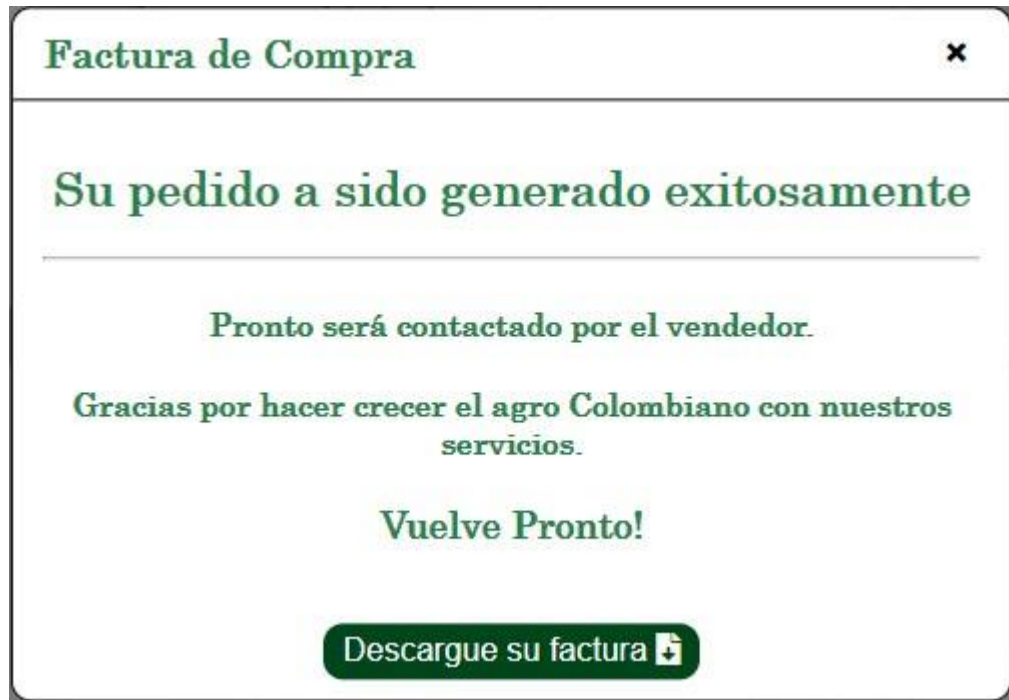 Factura de Compra
Su pedido a sido generado exitosamente
Pronto será contactado por el vendedor.
Gracias por hacer crecer el agro Colombiano con nuestros
servicios.
Vuelve Pronto!
Descargue su factura